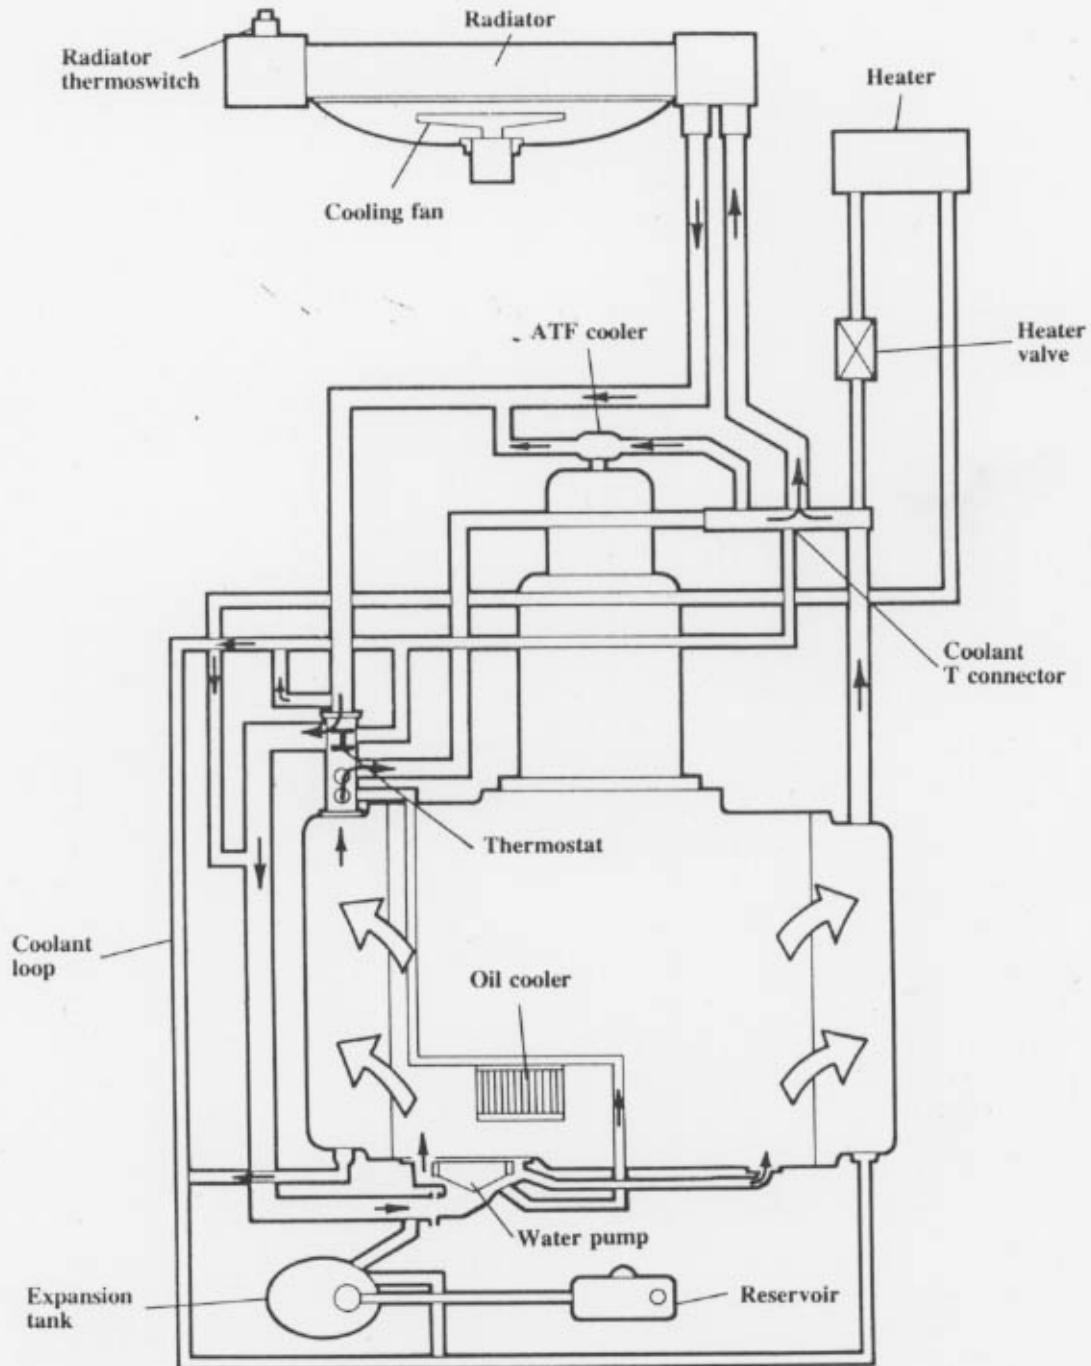 Radiator
Radiator
thermoswitch
Heater
Cooling fan
ATF cooler
Heater
valve
Coolant
T connector
Thermostat
Coolant
loop
Oil cooler
Water pump
Expansion
tank
Reservoir